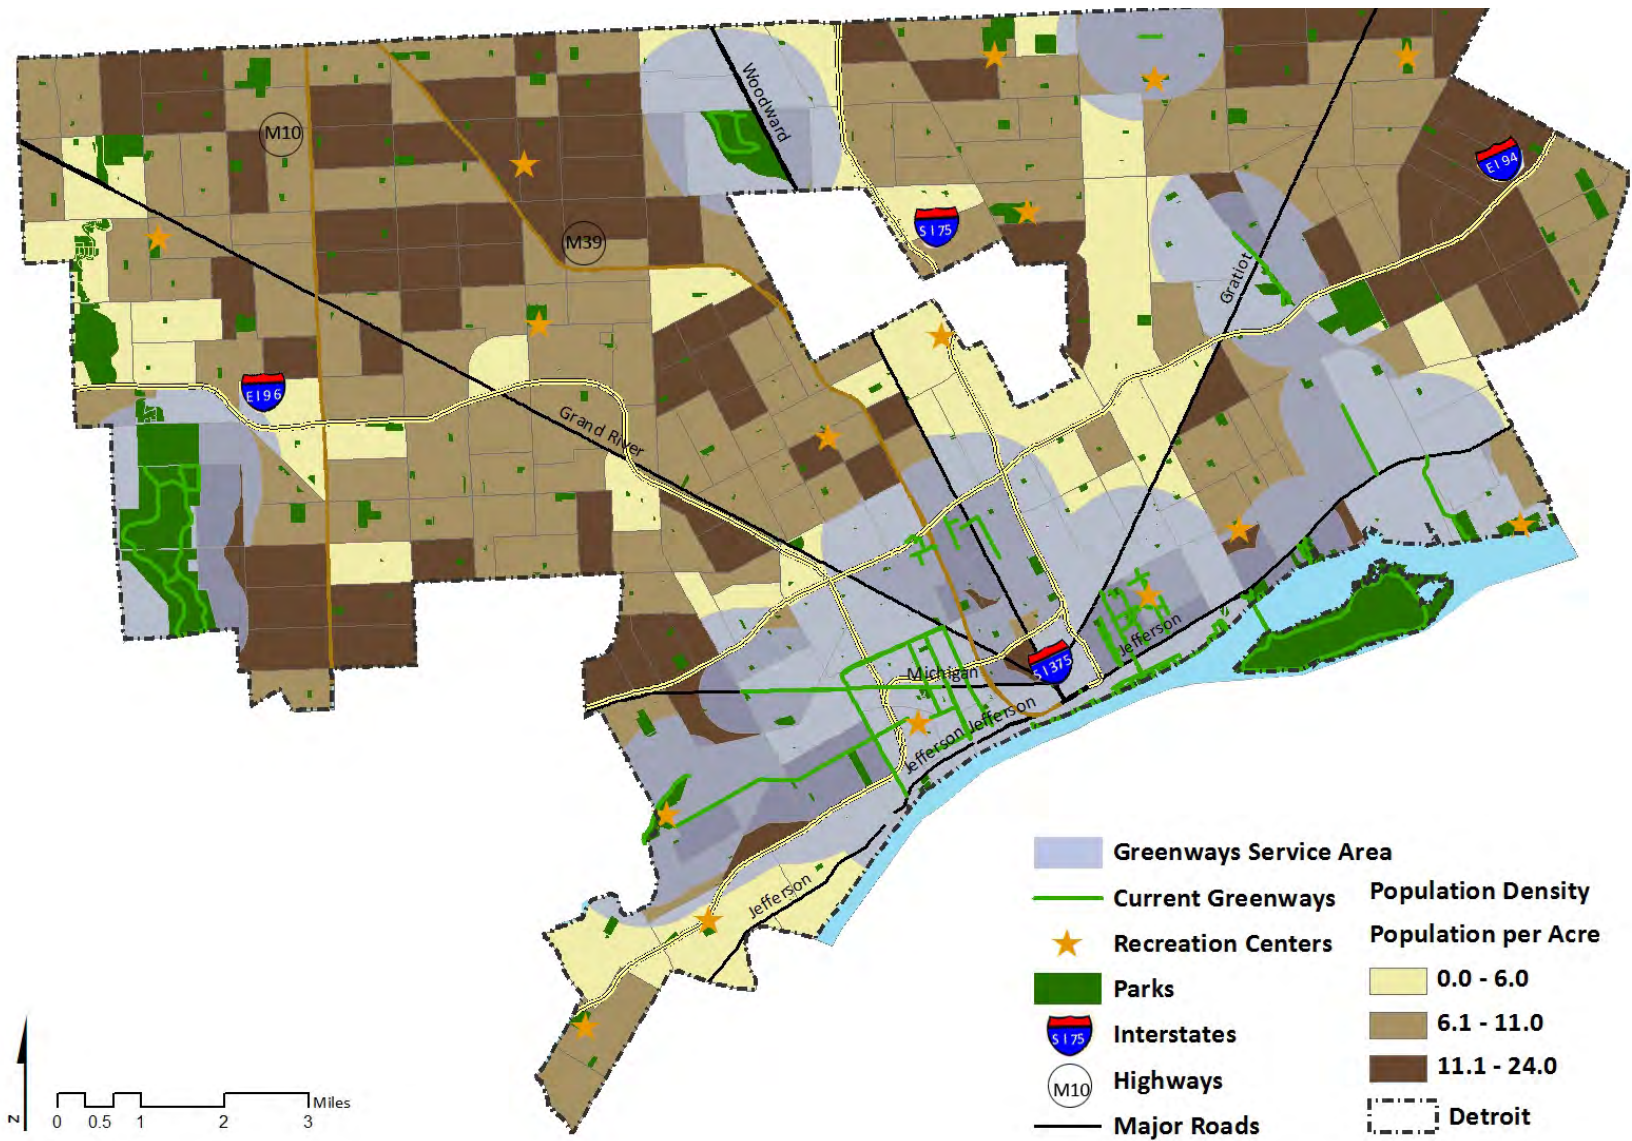 Woodward
M10
E I 94
S I 75
M39
Gratiot
E I 9 6
Grand River
Jefferson
S I 375
Michigan
Jefferson
Jefferson
Jefferson
Greenways Service Area
Current Greenways
Recreation Centers
Parks
S I 75
Interstates
M10
Highways
Major Roads
Population Density
Population per Acre
0.0 - 6.0
6.1 - 11.0
11.1 - 24.0
Detroit
Z
Miles
0 0.5 1 2 3